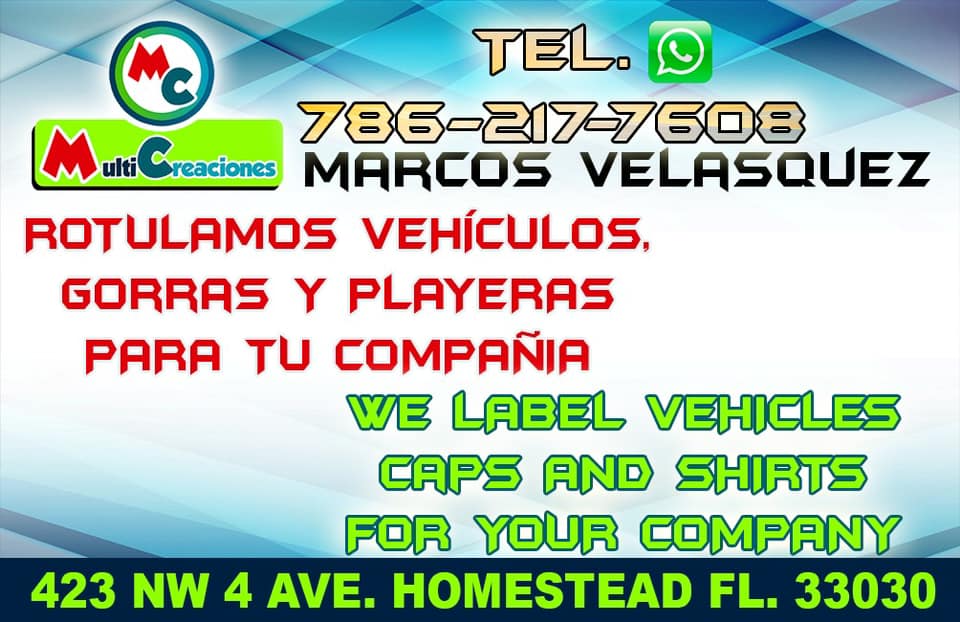 MC
MultiCreaciones
TEL.
786-217-7608
MARCOS VELASQUEZ
ROTULAMOS VEHÍCULOS,
GORRAS Y PLAYERAS
PARA TU COMPAÑIA
WE LABEL VEHICLES
CAPS AND SHIRTS
FOR YOUR COMPANY
423 NW 4 AVE. HOMESTEAD FL. 33030